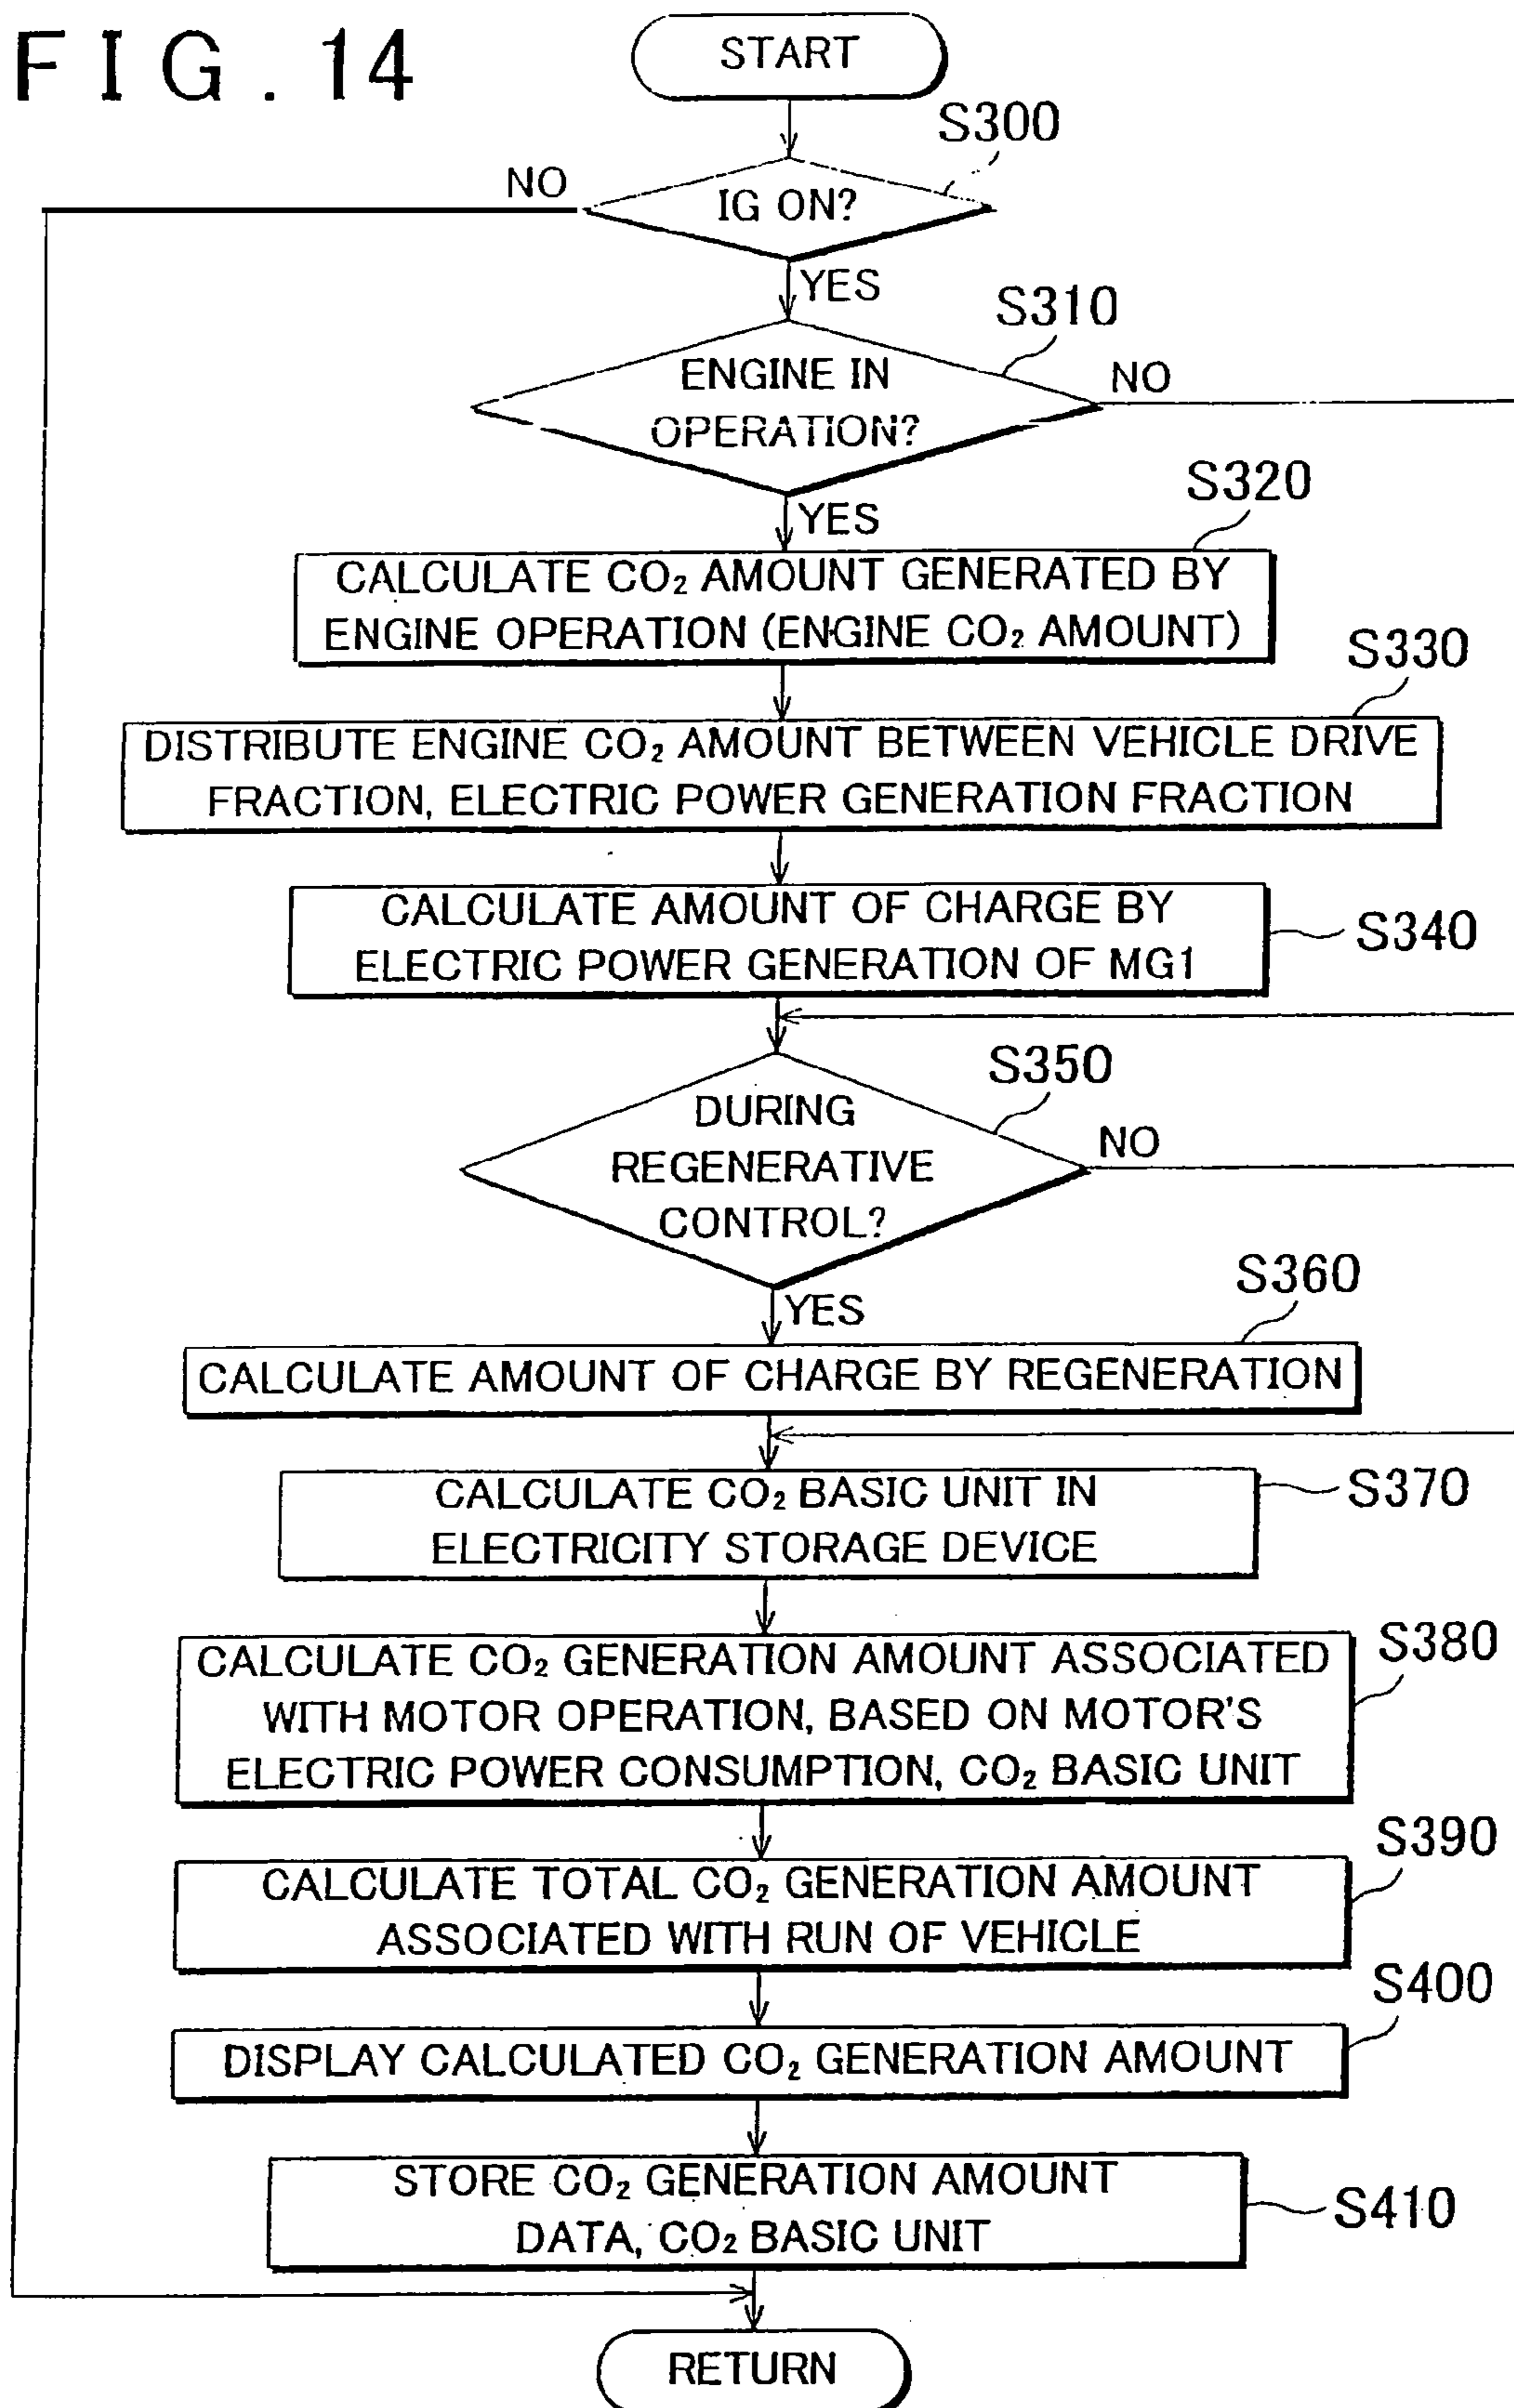 FIG. 14
START
S300
NO
IG ON?
YES
S310
ENGINE IN
OPERATION?
NO
YES
S320
CALCULATE CO₂ AMOUNT GENERATED BY
ENGINE OPERATION (ENGINE CO₂ AMOUNT)
S330
DISTRIBUTE ENGINE CO₂ AMOUNT BETWEEN VEHICLE DRIVE
FRACTION, ELECTRIC POWER GENERATION FRACTION
CALCULATE AMOUNT OF CHARGE BY
ELECTRIC POWER GENERATION OF MG1
S340
S350
DURING
REGENERATIVE
CONTROL?
NO
YES
S360
CALCULATE AMOUNT OF CHARGE BY REGENERATION
CALCULATE CO₂ BASIC UNIT IN
ELECTRICITY STORAGE DEVICE
S370
S380
CALCULATE CO₂ GENERATION AMOUNT ASSOCIATED
WITH MOTOR OPERATION, BASED ON MOTOR'S
ELECTRIC POWER CONSUMPTION, CO₂ BASIC UNIT
S390
CALCULATE TOTAL CO₂ GENERATION AMOUNT
ASSOCIATED WITH RUN OF VEHICLE
S400
DISPLAY CALCULATED CO₂ GENERATION AMOUNT
STORE CO₂ GENERATION AMOUNT
DATA, CO₂ BASIC UNIT
S410
RETURN